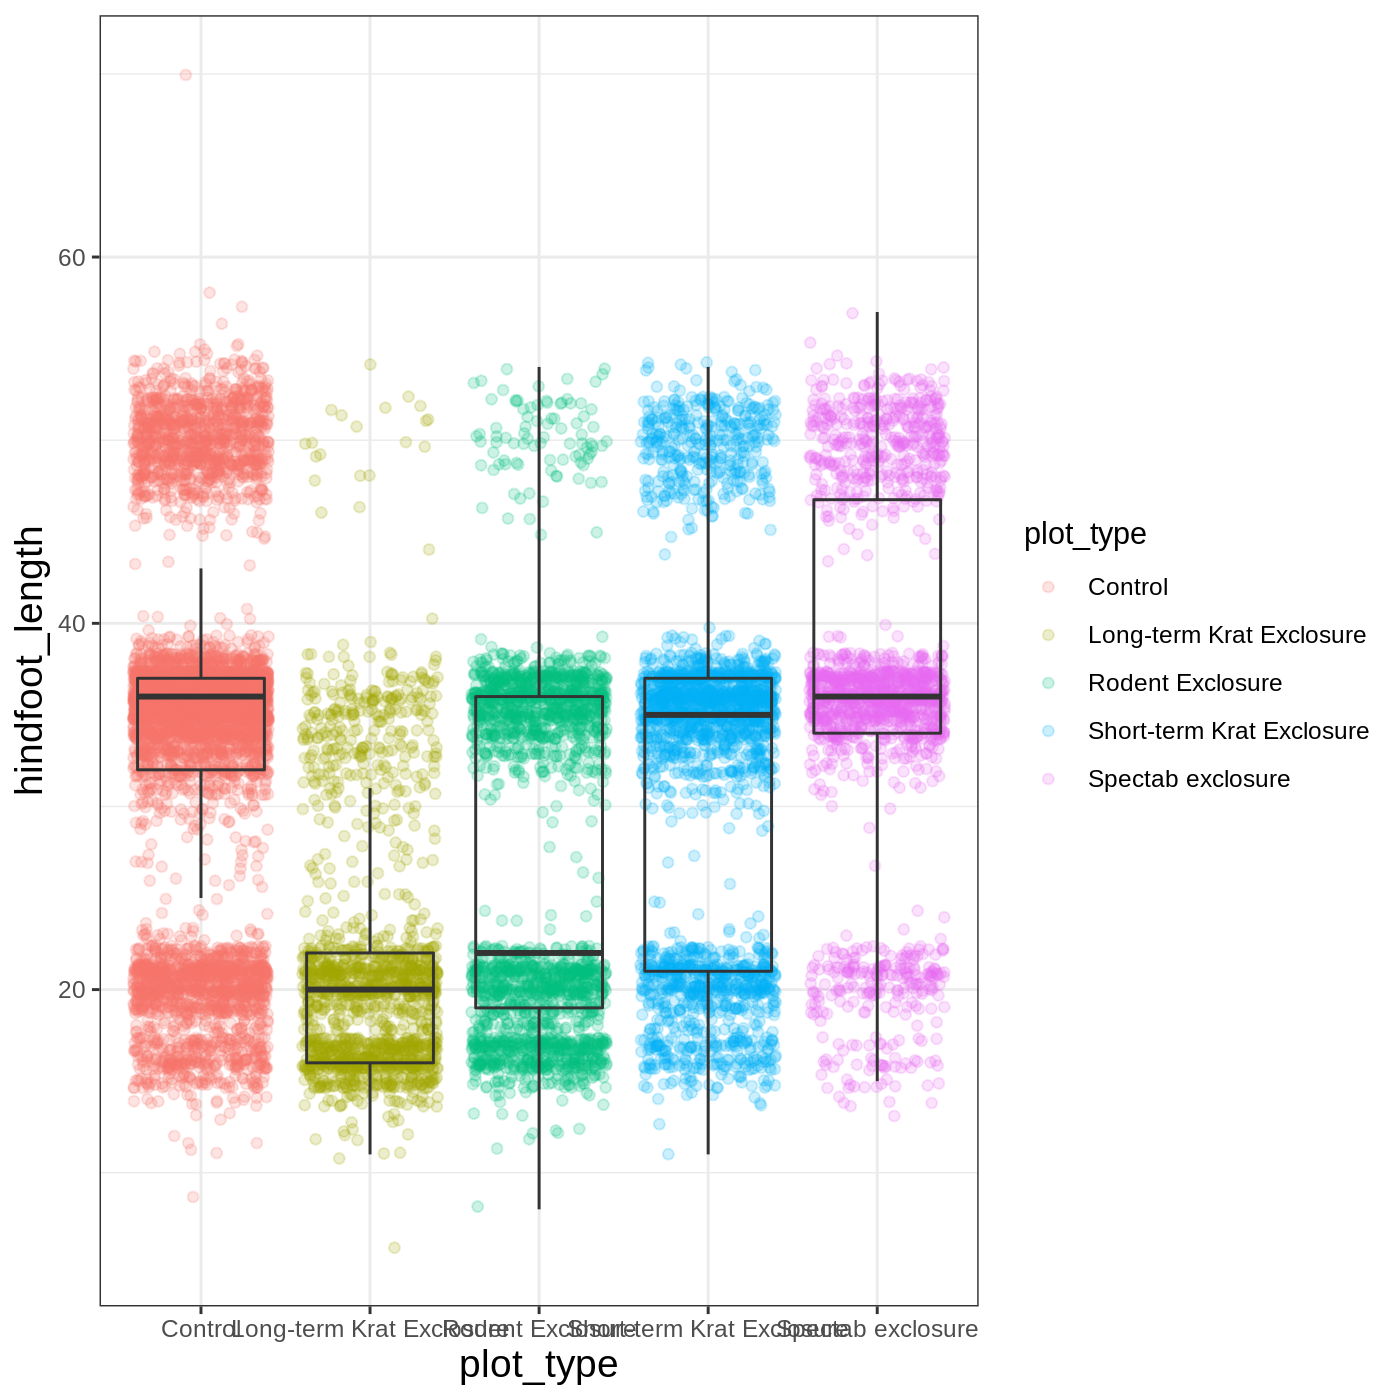 60
40
20
hindfoot_length
Control
Long-term Krat Exclosure
Rodent Exclosure
Short-term Krat Exclosure
Spectab exclosure
plot_type
plot_type
Control
Long-term Krat Exclosure
Rodent Exclosure
Short-term Krat Exclosure
Spectab exclosure